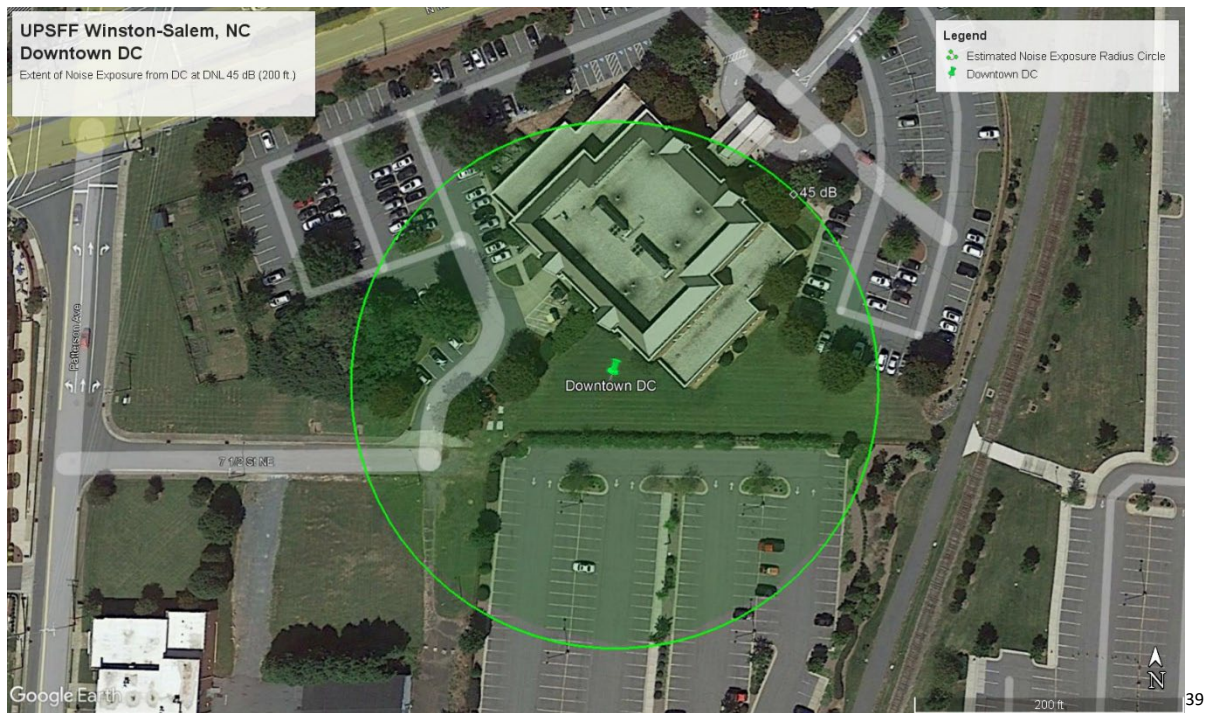 UPSFF Winston-Salem, NC
Downtown DC
Extent of Noise Exposure from DC at DNL 45 dB (200 ft.)
Legend
Estimated Noise Exposure Radius Circle
Downtown DC
45 dB
Patterson Ave
Downtown DC
7 1/2 St NE
Google Earth
N
200 ft
39